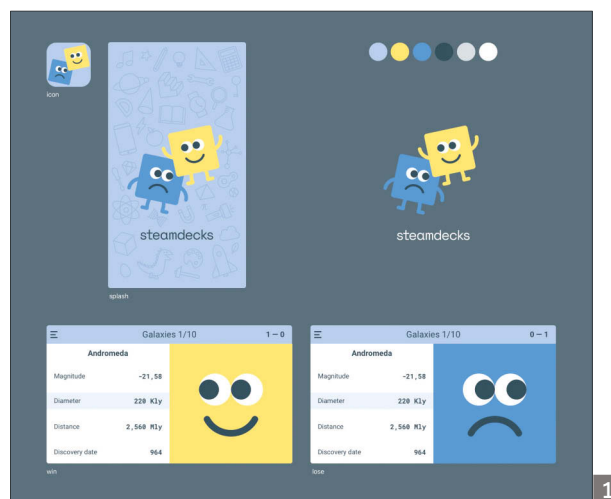 icon
steamdecks
steamdecks
splash
Galaxies 1/10 1 — 0
Andromeda
Magnitude -21,58
Diameter 220 Kly
Distance 2,560 Mly
Discovery date 964
win
Galaxies 1/10 0 — 1
Andromeda
Magnitude -21,58
Diameter 220 Kly
Distance 2,560 Mly
Discovery date 964
lose
1